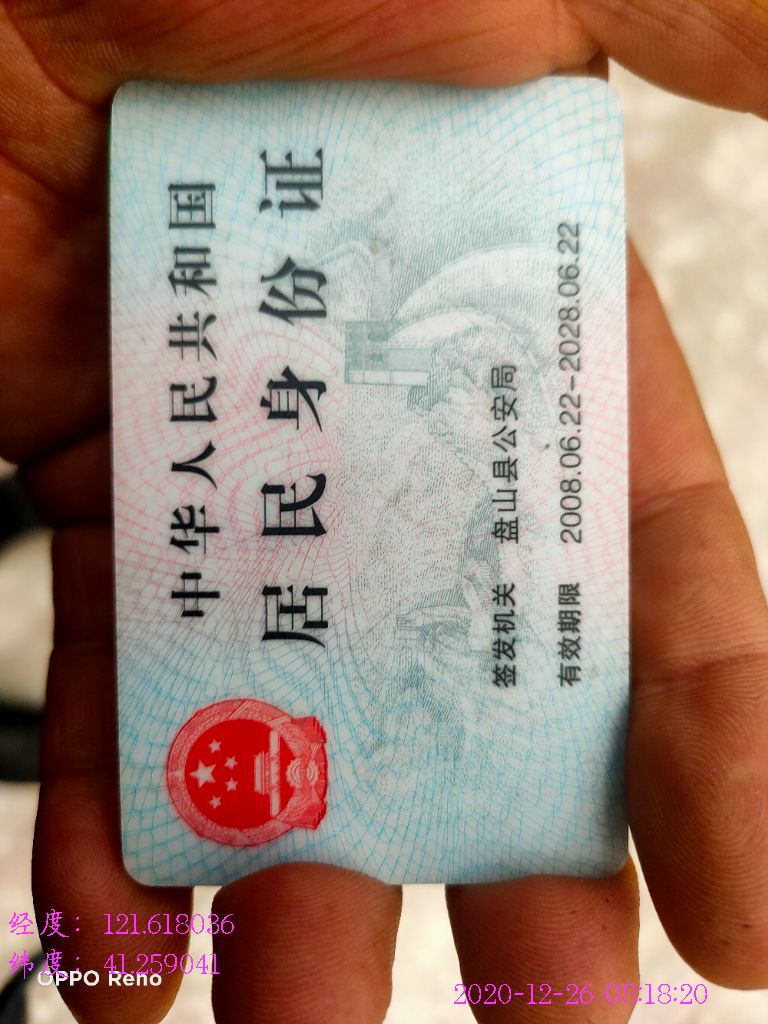 中华人民共和国
居民身份证
签发机关 盘山县公安局
有效期限 2008.06.22-2028.06.22
经度: 121.618036
纬度: 41.259041
OPPO Reno
2020-12-26 08:18:20